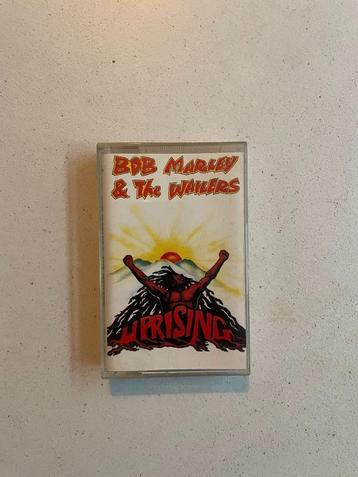 BOB MARLEY
& THE WAILERS
UPRISING